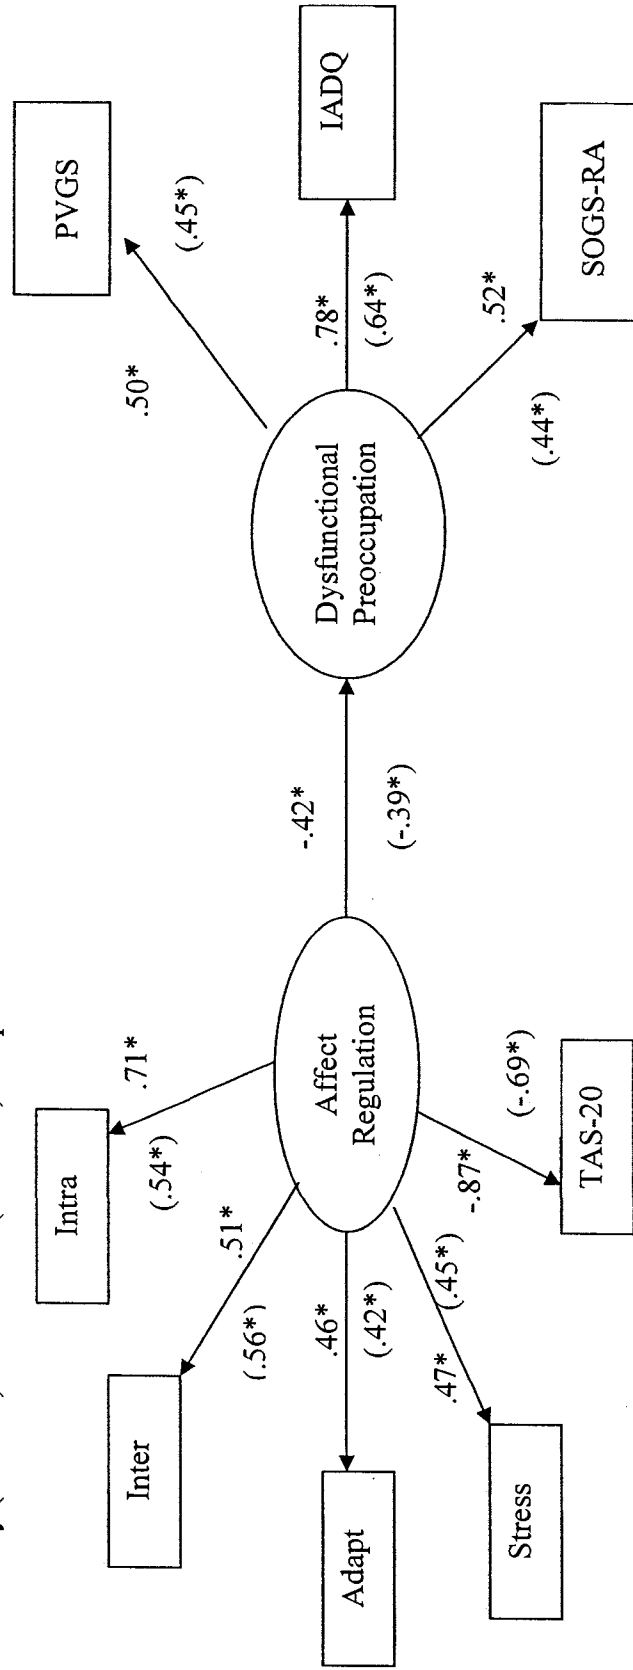 Intra
.71*
(.54*)
Inter
.51*
(.56*)
Adapt
.46*
(.42*)
Stress
.47*
(.45*)
TAS-20
-.87*
(-.69*)
Affect
Regulation
-.42*
(-.39*)
Dysfunctional
Preoccupation
PVGS
.50*
(.45*)
IADQ
.78*
(.64*)
SOGS-RA
.52*
(.44*)